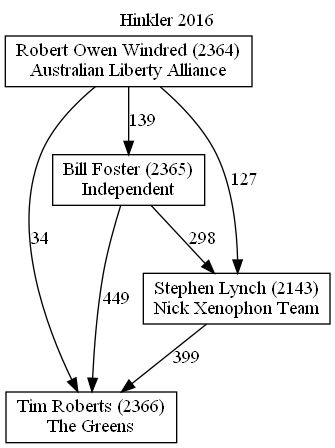 Hinkler 2016
Robert Owen Windred (2364)
Australian Liberty Alliance
139
Bill Foster (2365)
Independent
127
34
298
449
Stephen Lynch (2143)
Nick Xenophon Team
399
Tim Roberts (2366)
The Greens